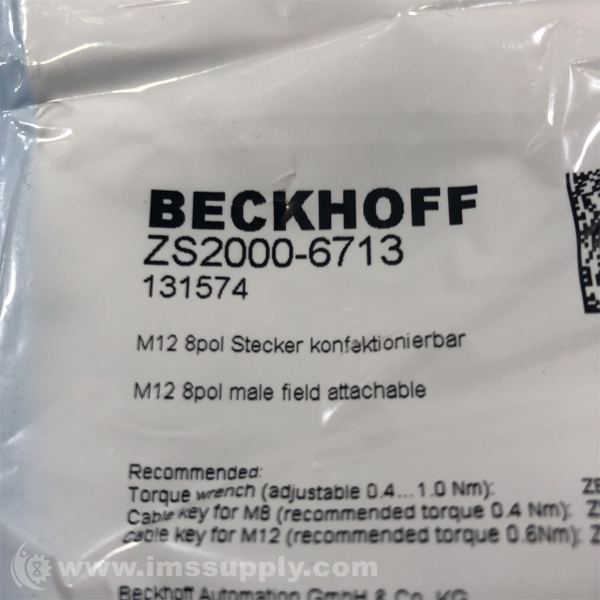 BECKHOFF
ZS2000-6713
131574
M12 8pol Stecker konfektionierbar
M12 8pol male field attachable
Recommended:
Torque wrench (adjustable 0.4...1.0 Nm):
Cable key for M8 (recommended torque 0.4 Nm):
cable key for M12 (recommended torque 0.6Nm):
www.imssupply.com
Beckhoff Automation GmbH & Co. KG